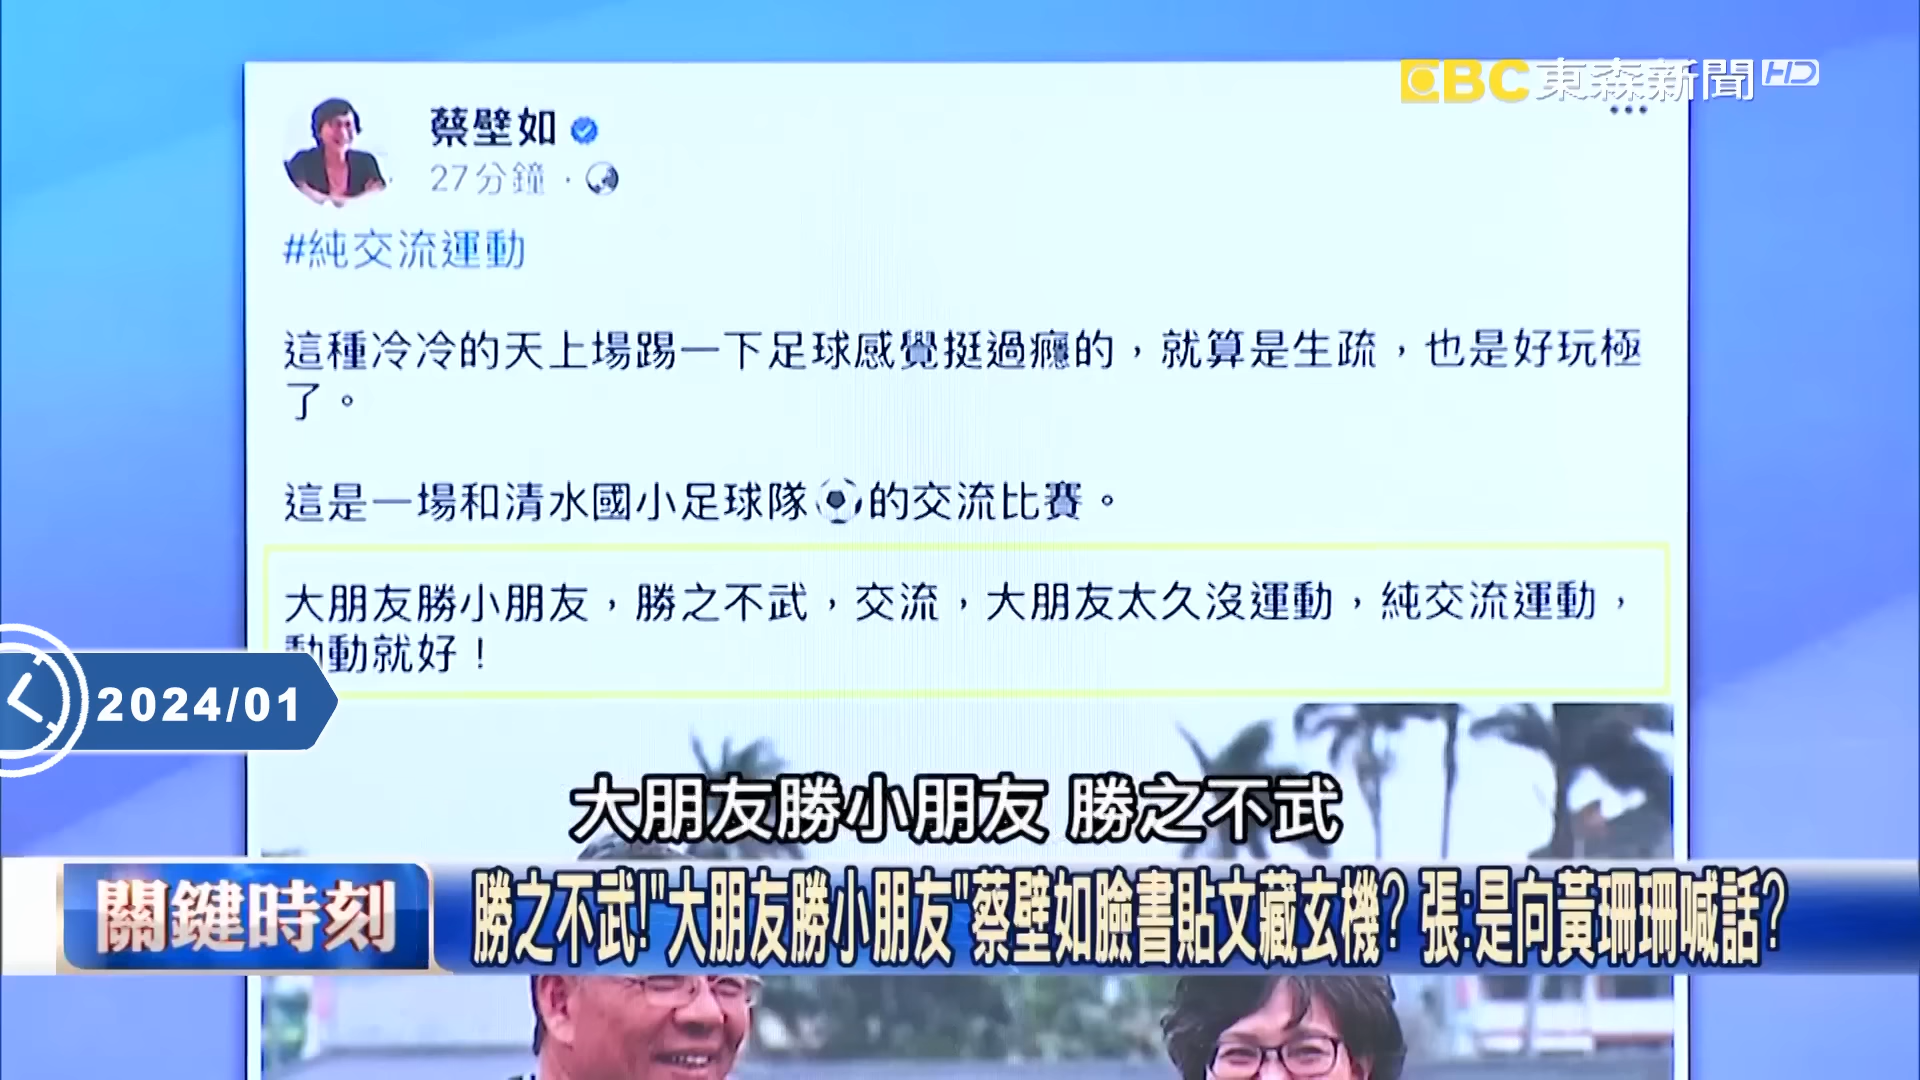 EBC 東森新聞 HD
蔡壁如
27分鐘 ·
#純交流運動
這種冷冷的天上場踢一下足球感覺挺過癮的，就算是生疏，也是好玩極
了。
這是一場和清水國小足球隊⚽的交流比賽。
大朋友勝小朋友，勝之不武，交流，大朋友太久沒運動，純交流運動，
動動就好！
2024/01
大朋友勝小朋友 勝之不武
關鍵時刻
勝之不武!"大朋友勝小朋友"蔡壁如臉書貼文藏玄機? 張:是向黃珊珊喊話?